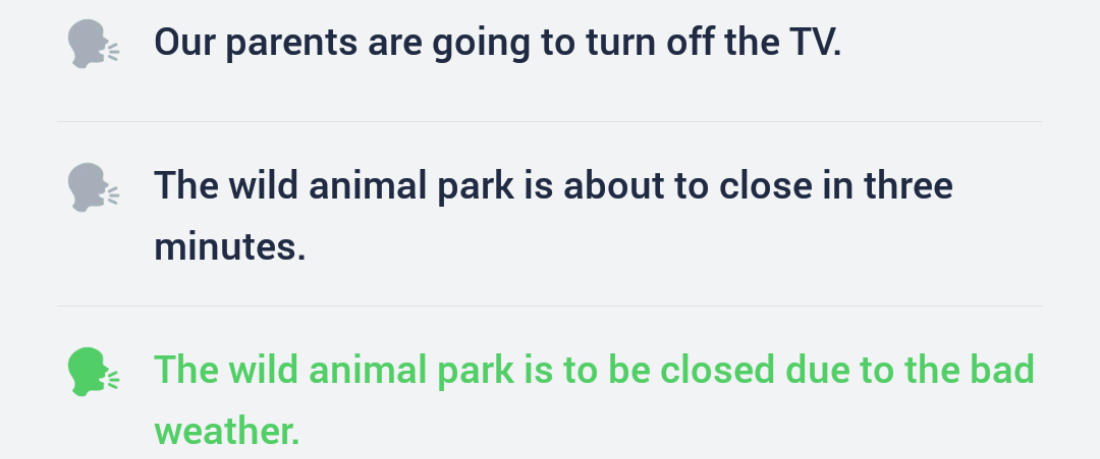 Our parents are going to turn off the TV.
The wild animal park is about to close in three
minutes.
The wild animal park is to be closed due to the bad
weather.